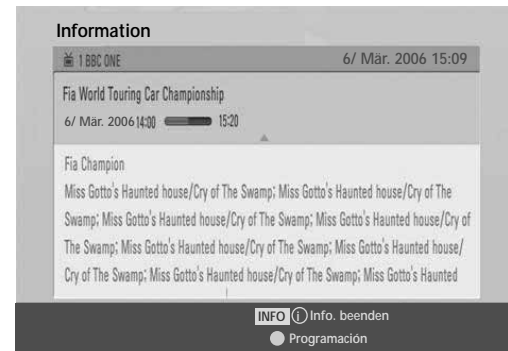 Information
1 BBC ONE 6/ Mär. 2006 15:09
Fia World Touring Car Championship
6/ Mär. 2006 14:00 15:20
Fia Champion
Miss Gotto's Haunted house/Cry of The Swamp; Miss Gotto's Haunted house/Cry of The
Swamp; Miss Gotto's Haunted house/Cry of The Swamp; Miss Gotto's Haunted house/Cry of
The Swamp; Miss Gotto's Haunted house/Cry of The Swamp; Miss Gotto's Haunted house/
Cry of The Swamp; Miss Gotto's Haunted house/Cry of The Swamp; Miss Gotto's Haunted
INFO i Info. beenden
Programación